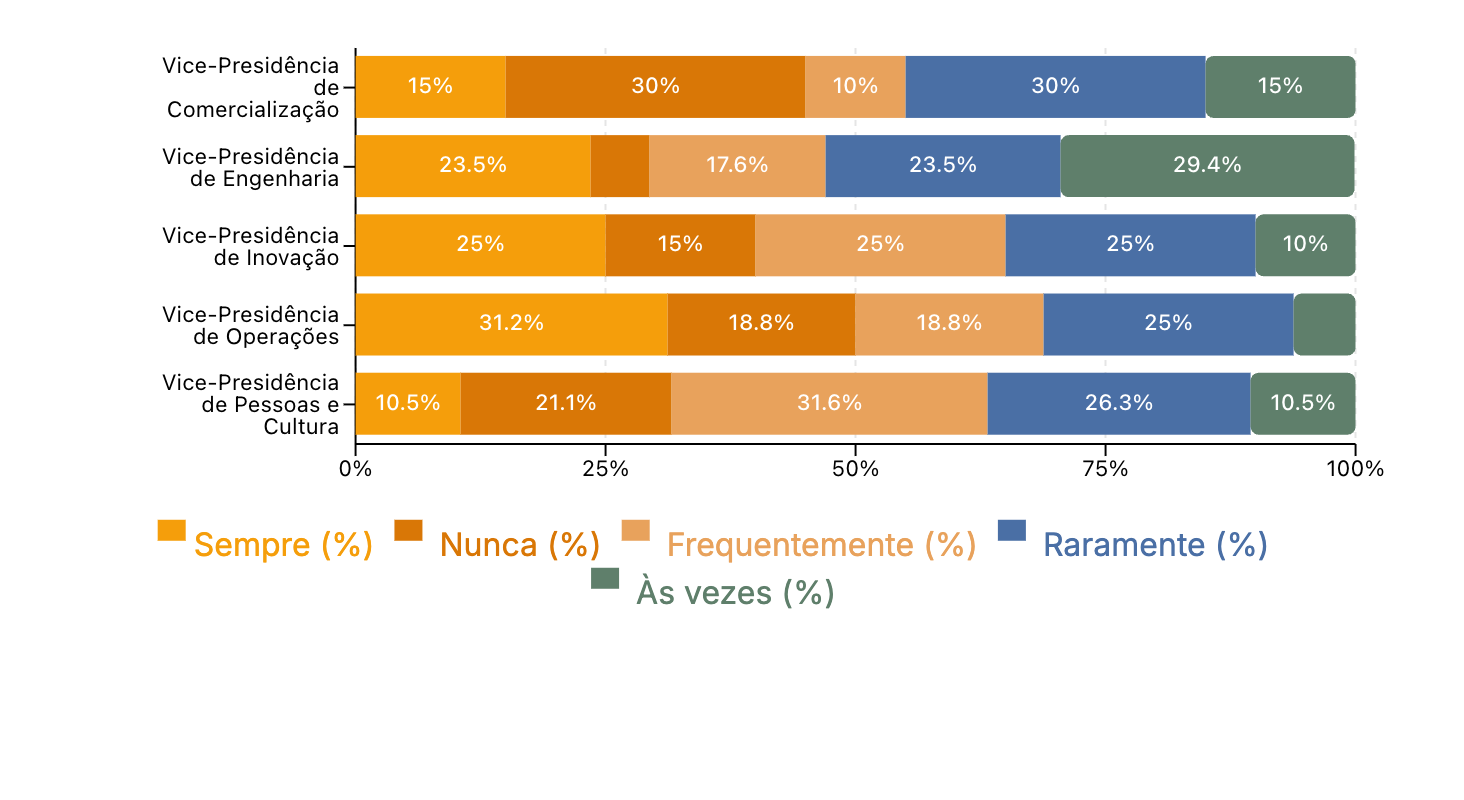 Vice-Presidência
de
Comercialização
15%
30%
10%
30%
15%
Vice-Presidência
de Engenharia
23.5%
17.6%
23.5%
29.4%
Vice-Presidência
de Inovação
25%
15%
25%
25%
10%
Vice-Presidência
de Operações
31.2%
18.8%
18.8%
25%
Vice-Presidência
de Pessoas e
Cultura
10.5%
21.1%
31.6%
26.3%
10.5%
0%
25%
50%
75%
100%
Sempre (%)
Nunca (%)
Frequentemente (%)
Raramente (%)
Às vezes (%)